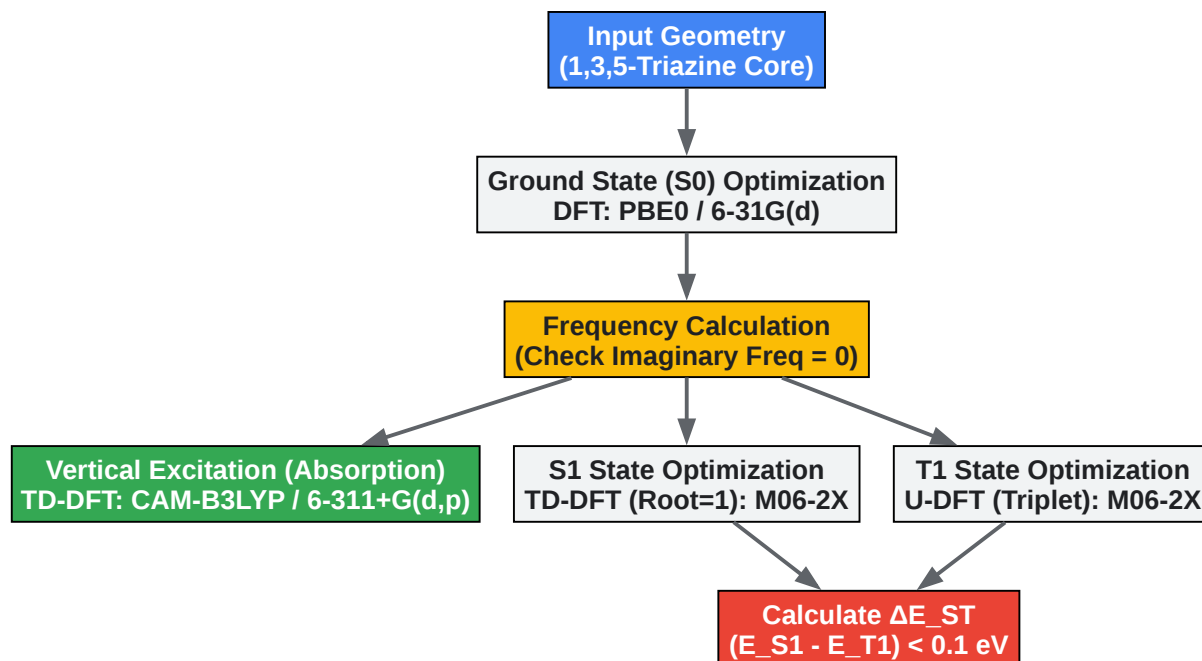 Input Geometry
(1,3,5-Triazine Core)
Ground State (S0) Optimization
DFT: PBE0 / 6-31G(d)
Frequency Calculation
(Check Imaginary Freq = 0)
Vertical Excitation (Absorption)
TD-DFT: CAM-B3LYP / 6-311+G(d,p)
S1 State Optimization
TD-DFT (Root=1): M06-2X
T1 State Optimization
U-DFT (Triplet): M06-2X
Calculate ΔE_ST
(E_S1 - E_T1) < 0.1 eV